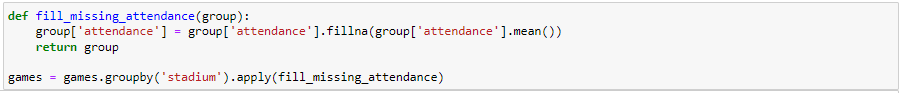 def fill_missing_attendance(group):
    group['attendance'] = group['attendance'].fillna(group['attendance'].mean())
    return group
games = games.groupby('stadium').apply(fill_missing_attendance)